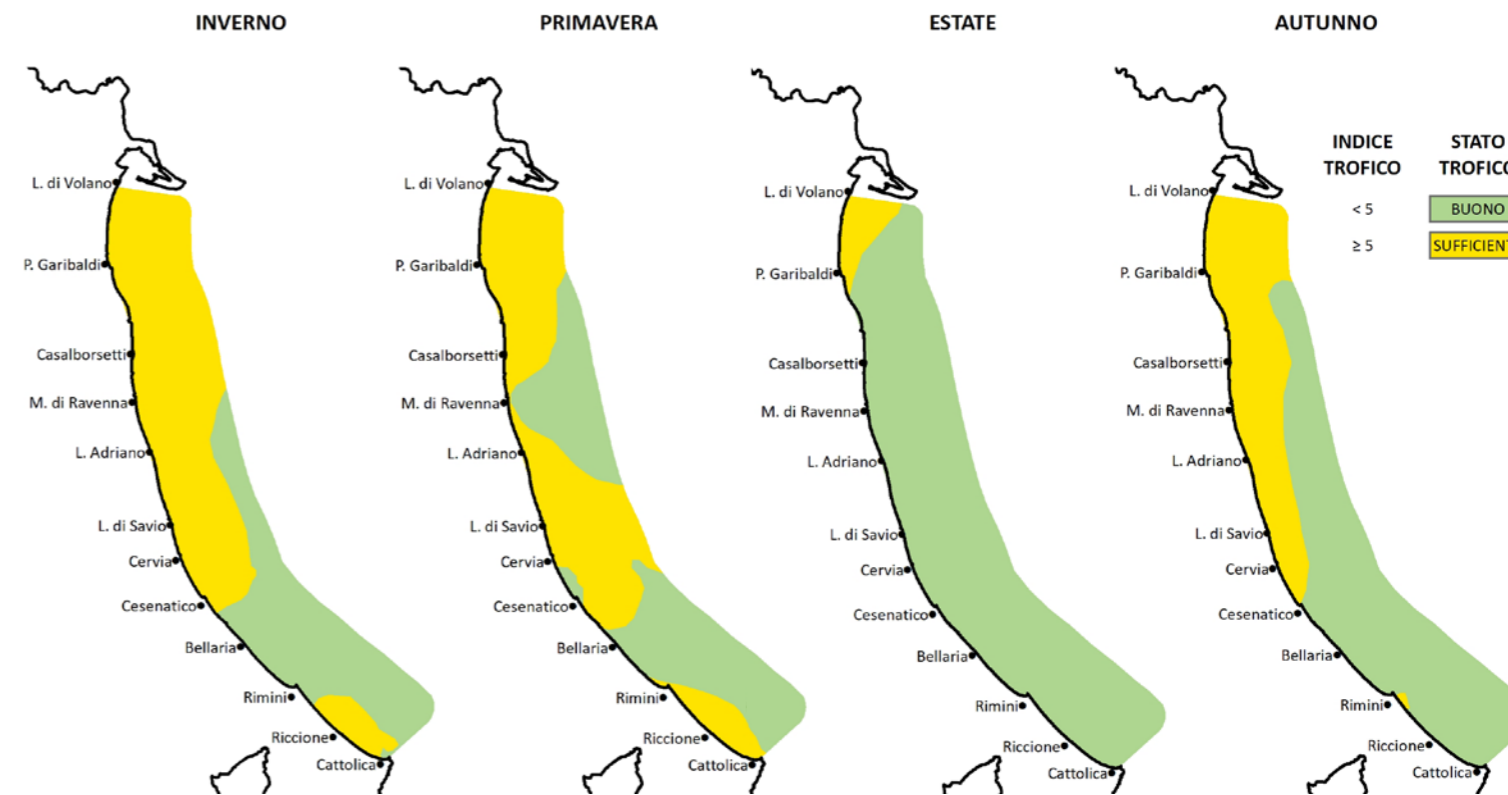 INVERNO
L. di Volano
P. Garibaldi
Casalborsetti
M. di Ravenna
L. Adriano
L. di Savio
Cervia
Cesenatico
Bellaria
Rimini
Riccione
Cattolica
PRIMAVERA
L. di Volano
P. Garibaldi
Casalborsetti
M. di Ravenna
L. Adriano
L. di Savio
Cervia
Cesenatico
Bellaria
Rimini
Riccione
Cattolica
ESTATE
L. di Volano
P. Garibaldi
Casalborsetti
M. di Ravenna
L. Adriano
L. di Savio
Cervia
Cesenatico
Bellaria
Rimini
Riccione
Cattolica
AUTUNNO
L. di Volano
P. Garibaldi
Casalborsetti
M. di Ravenna
L. Adriano
L. di Savio
Cervia
Cesenatico
Bellaria
Rimini
Riccione
Cattolica
INDICE STATO
TROFICO TROFICO
< 5 BUONO
≥ 5